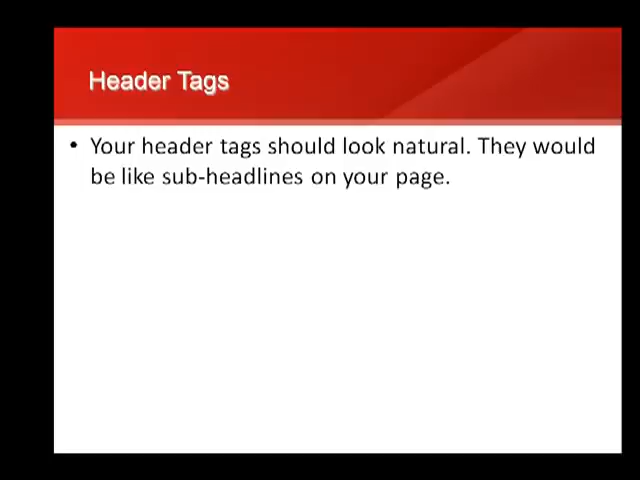 Header Tags
• Your header tags should look natural. They would
be like sub-headlines on your page.